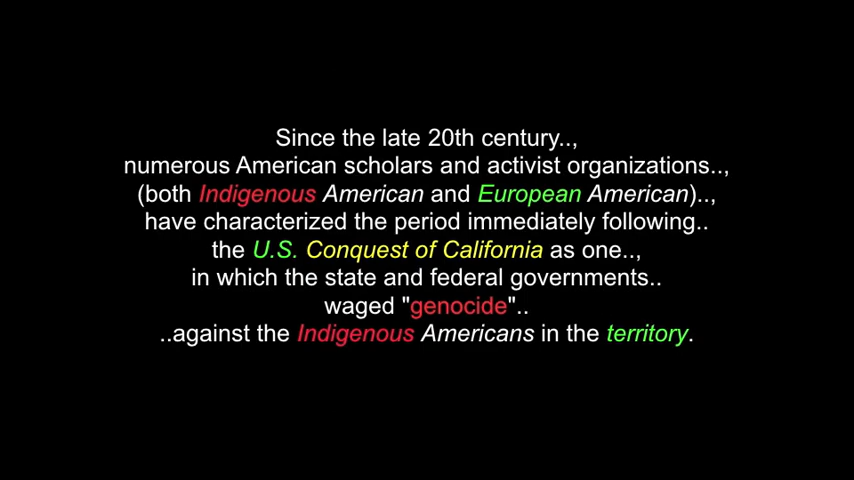 Since the late 20th century..,
numerous American scholars and activist organizations..,
(both Indigenous American and European American)..,
have characterized the period immediately following..
the U.S. Conquest of California as one..,
in which the state and federal governments..
waged "genocide"..
..against the Indigenous Americans in the territory.